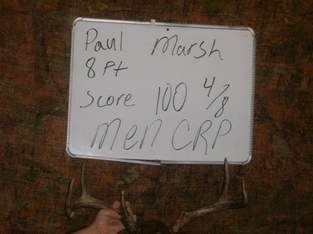 Paul Marsh
8 Pt
Score 100 4/8
Men CRP